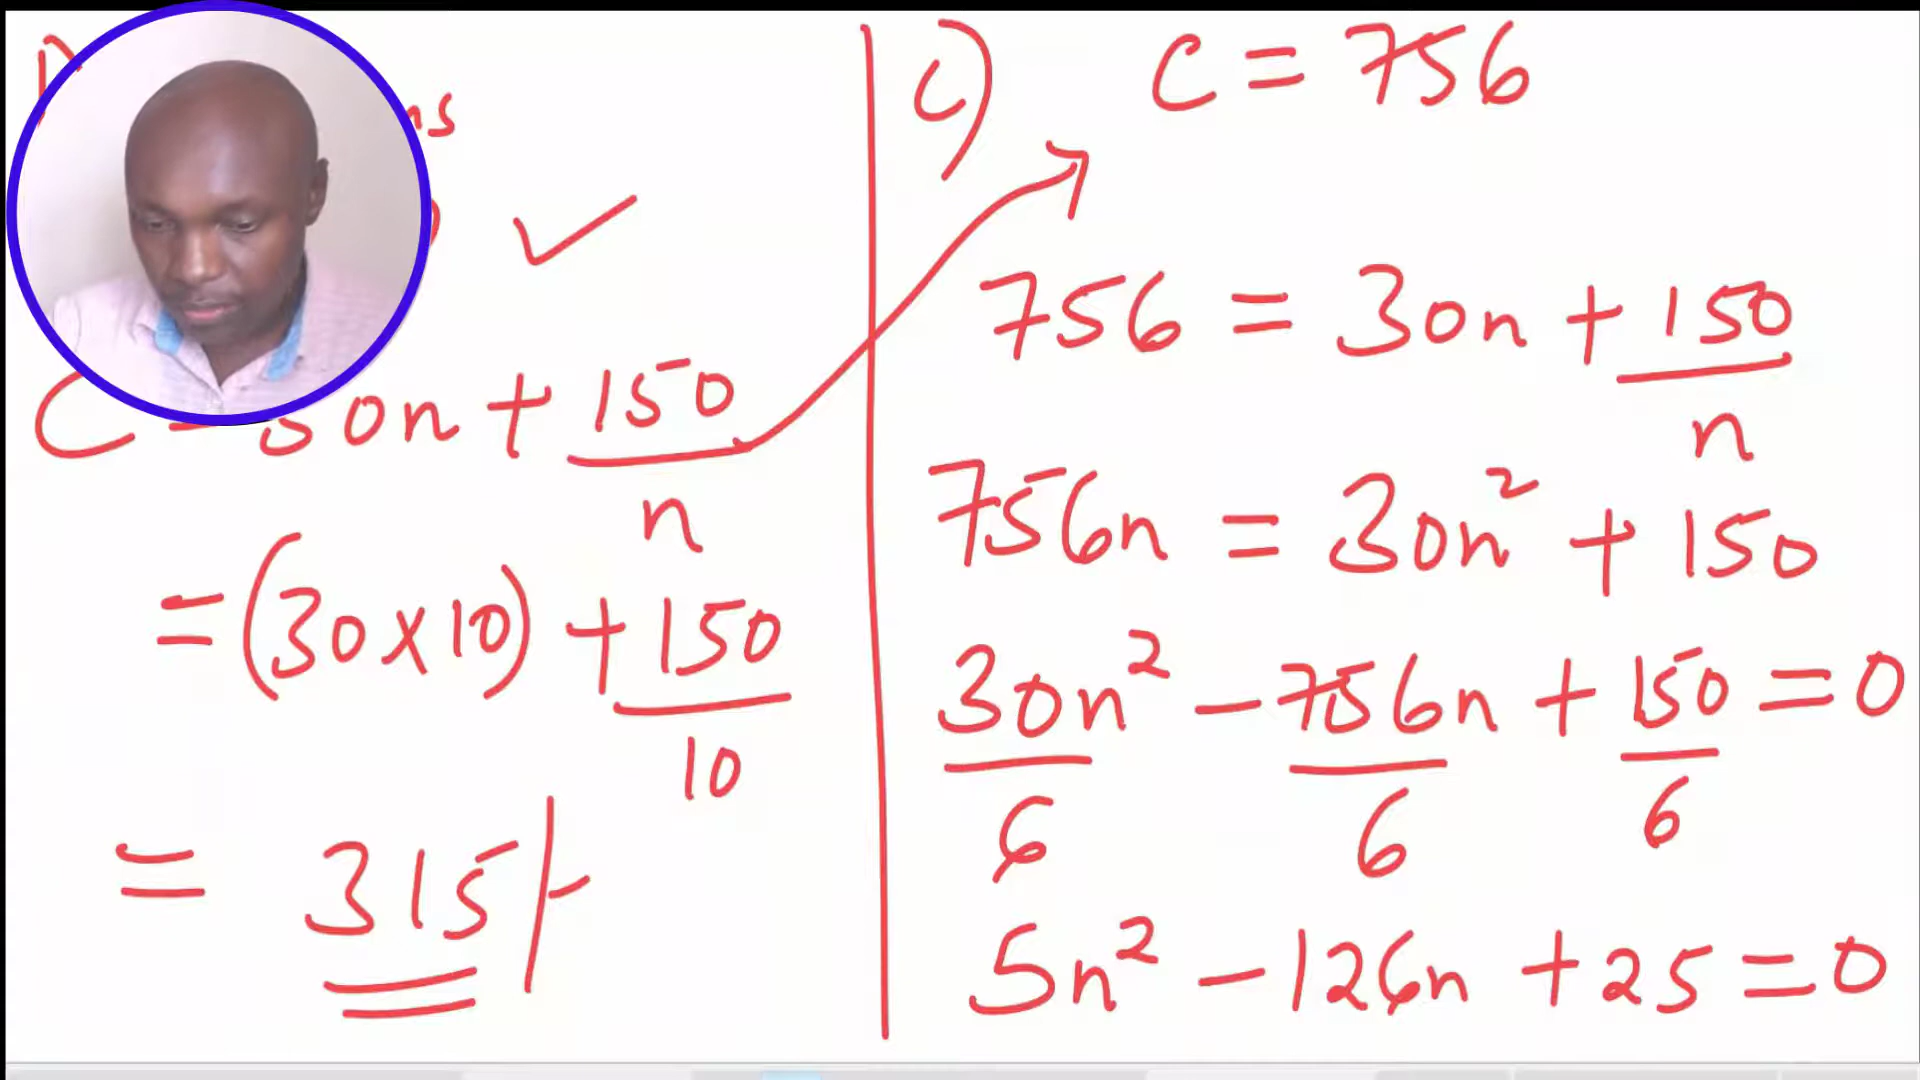 ns
C = 30n + 150/n
= (30 x 10) + 150/10
= 315/-
c) C = 756
756 = 30n + 150/n
756n = 30n² + 150
30n²/6 - 756n/6 + 150/6 = 0
5n² - 126n + 25 = 0